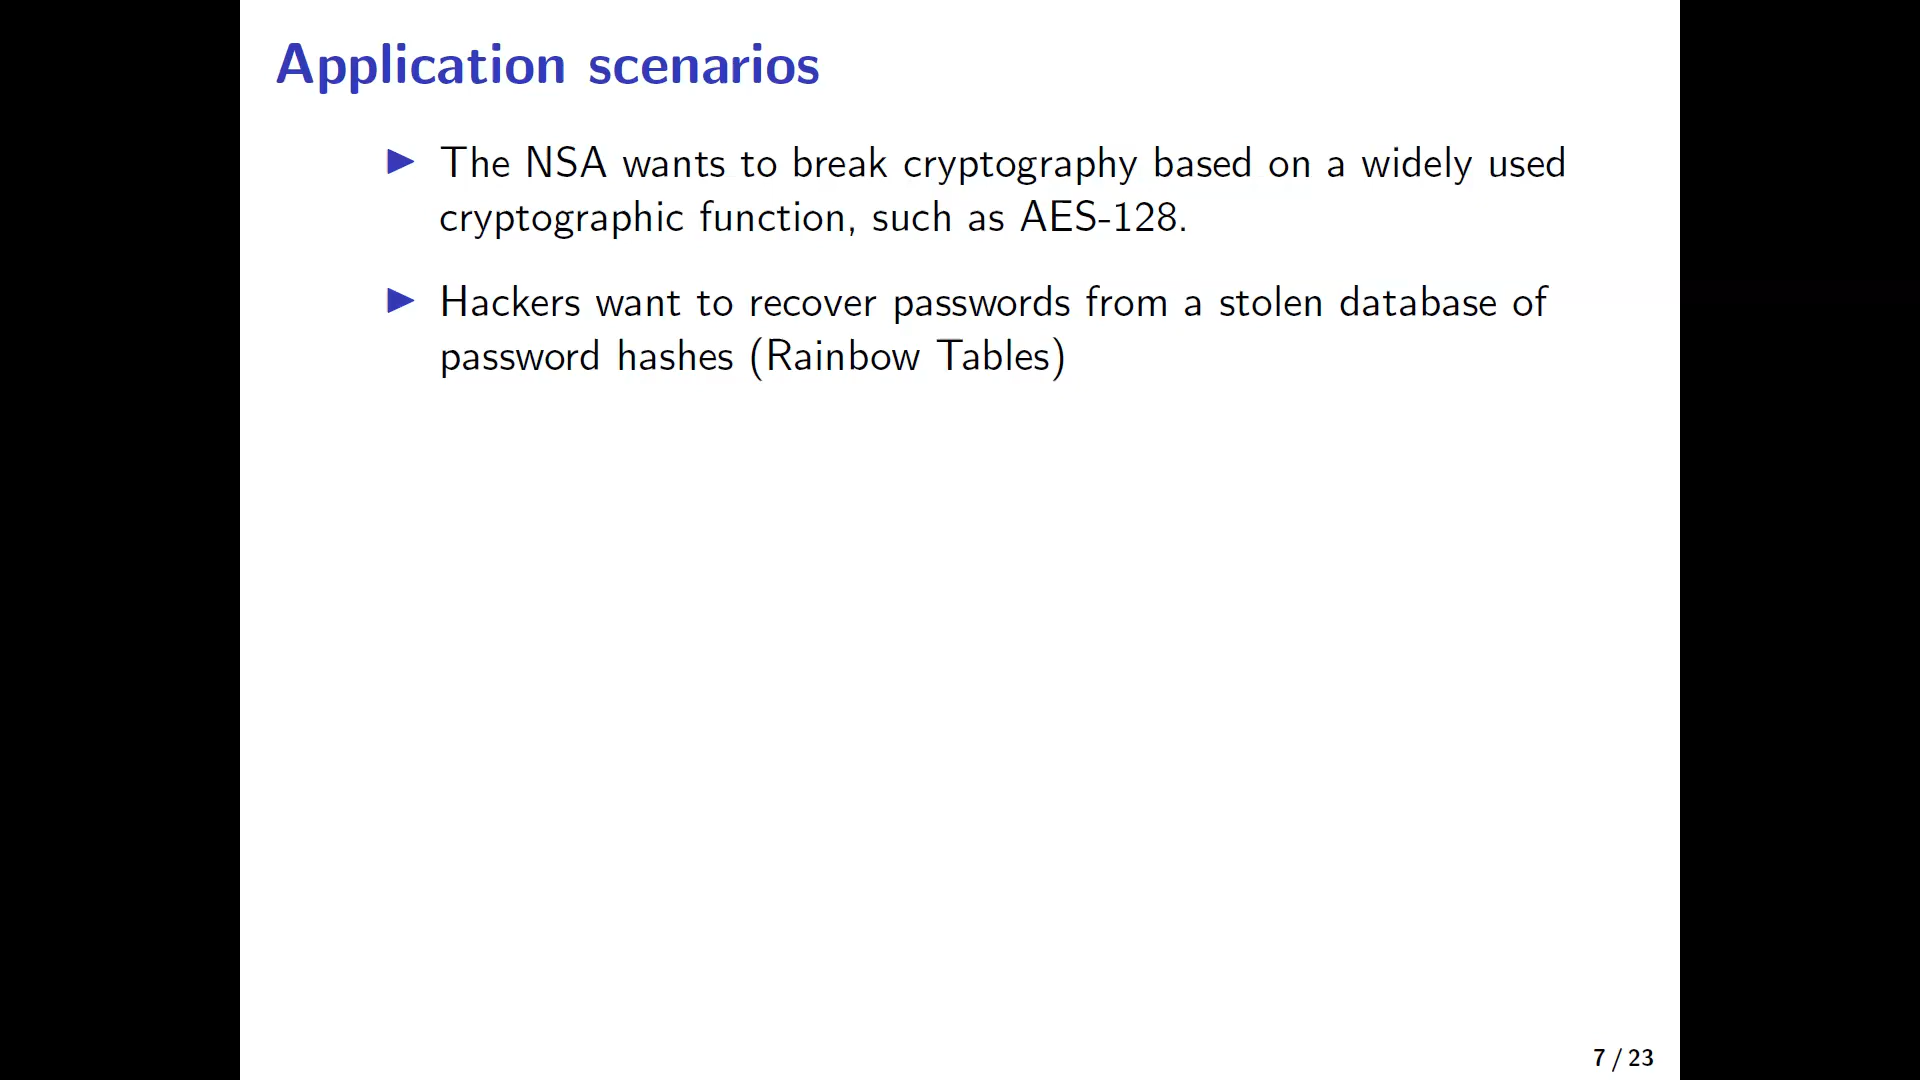 Application scenarios
The NSA wants to break cryptography based on a widely used
cryptographic function, such as AES-128.
Hackers want to recover passwords from a stolen database of
password hashes (Rainbow Tables)
7 / 23